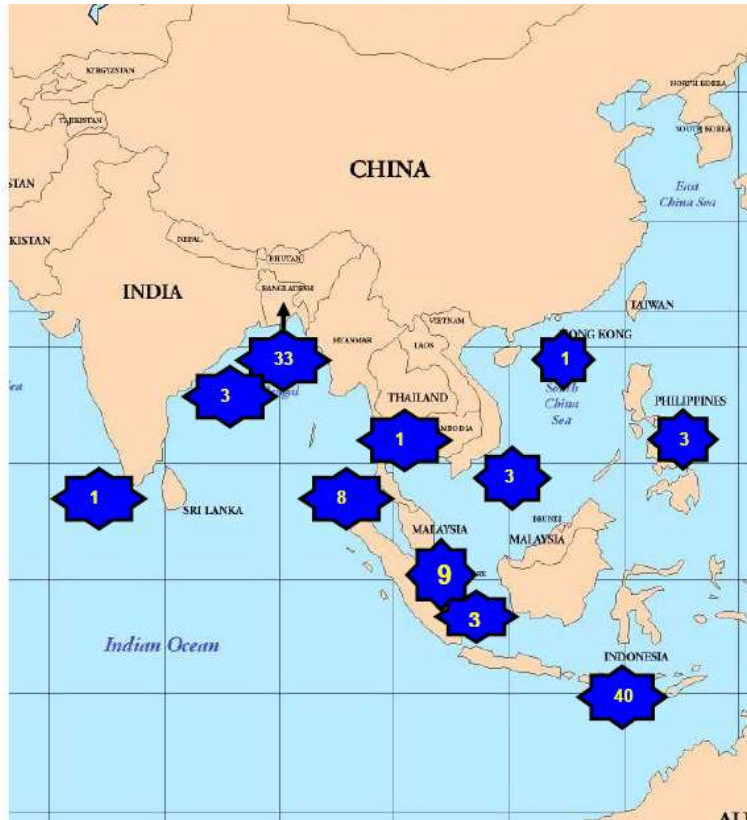 KYRGYZSTAN
NORTH KOREA
TAJIKISTAN
SOUTH KOREA
CHINA
STAN
East
China Sea
KISTAN
NEPAL
BHUTAN
INDIA
BANGLADESH
TAIWAN
VIETNAM
HONG KONG
MYANMAR
LAOS
33
1
South
China
Sea
3
THAILAND
PHILIPPINES
1
3
3
1
8
SRI LANKA
BRUNEI
MALAYSIA
MALAYSIA
9
3
Indian Ocean
INDONESIA
40